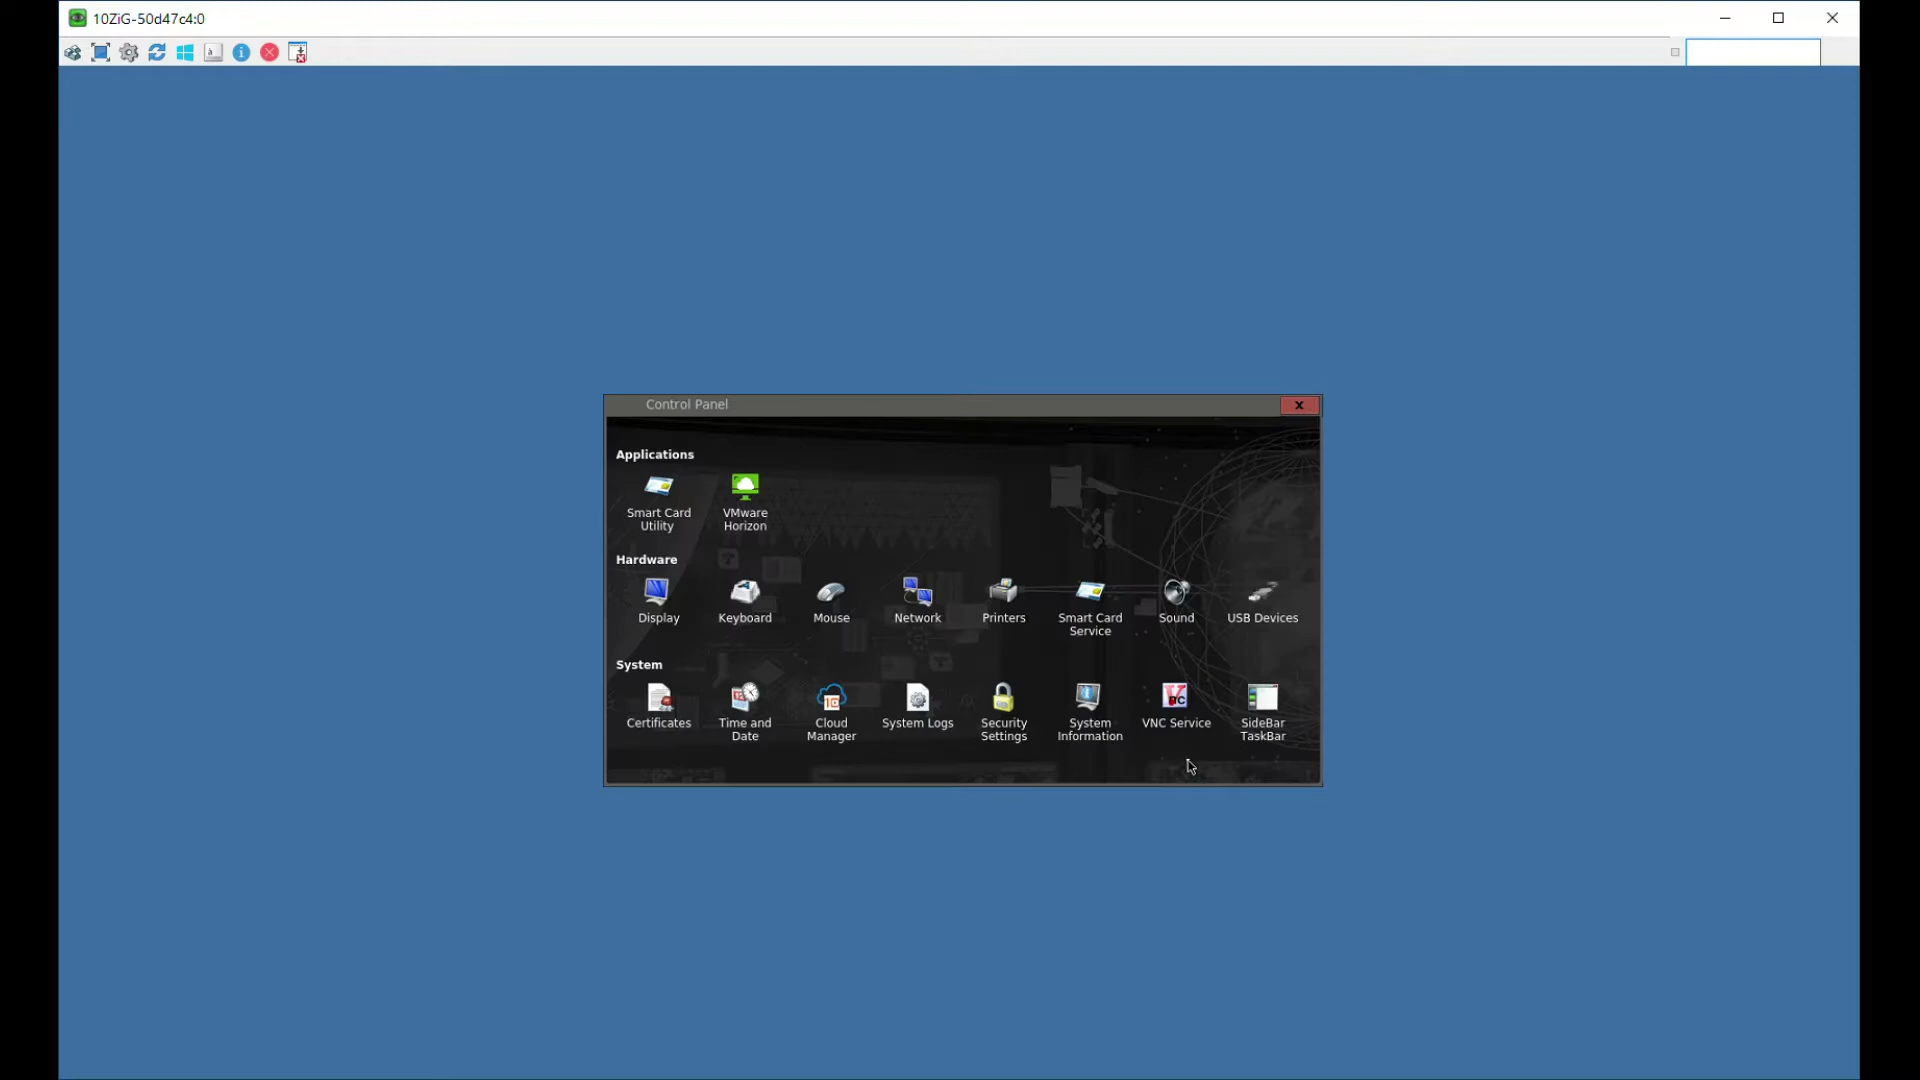 10ZiG-50d47c4:0
Control Panel
x
Applications
Smart Card
Utility
VMware
Horizon
Hardware
Display
Keyboard
Mouse
Network
Printers
Smart Card
Service
Sound
USB Devices
System
Certificates
Time and
Date
Cloud
Manager
System Logs
Security
Settings
System
Information
VNC Service
SideBar
TaskBar